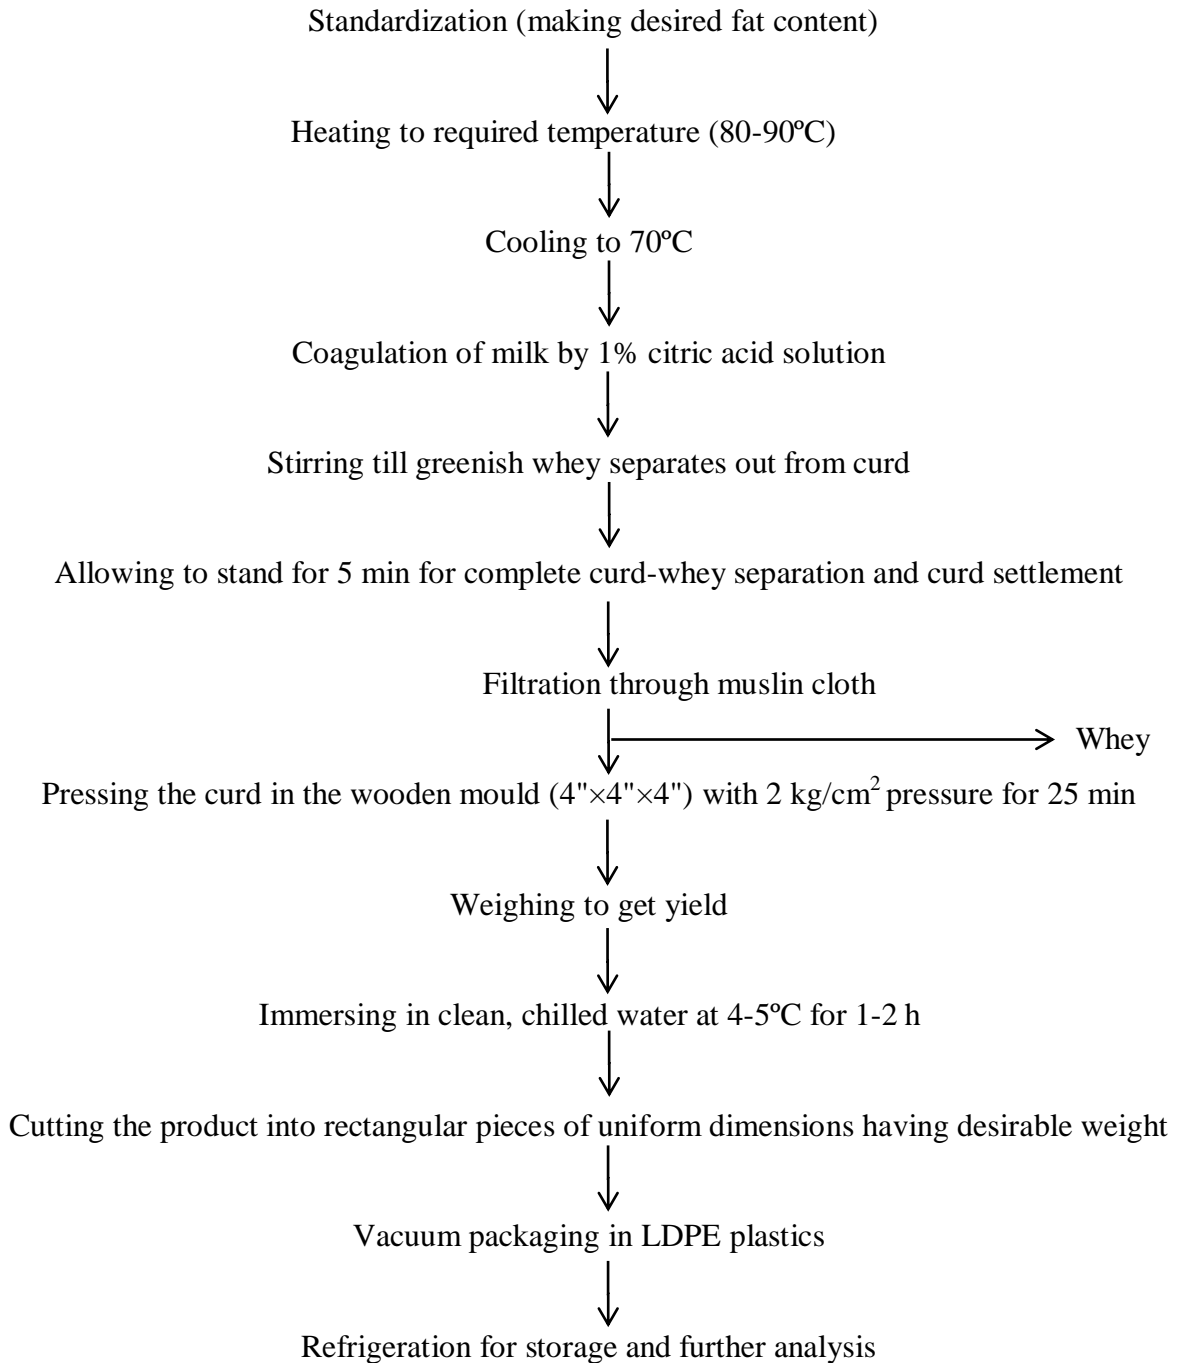 Standardization (making desired fat content)
Heating to required temperature (80-90ºC)
Cooling to 70ºC
Coagulation of milk by 1% citric acid solution
Stirring till greenish whey separates out from curd
Allowing to stand for 5 min for complete curd-whey separation and curd settlement
Filtration through muslin cloth
Whey
Pressing the curd in the wooden mould (4"×4"×4") with 2 kg/cm² pressure for 25 min
Weighing to get yield
Immersing in clean, chilled water at 4-5ºC for 1-2 h
Cutting the product into rectangular pieces of uniform dimensions having desirable weight
Vacuum packaging in LDPE plastics
Refrigeration for storage and further analysis